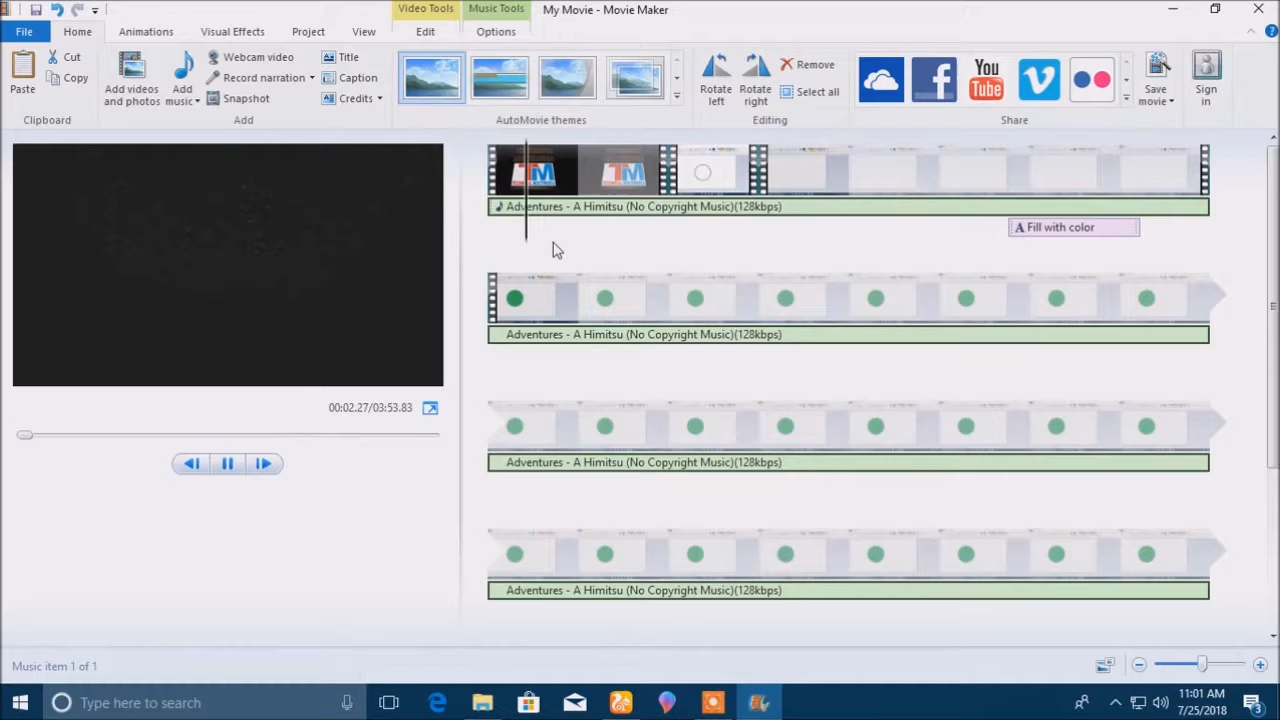 Video Tools
Music Tools
My Movie - Movie Maker
File
Home
Animations
Visual Effects
Project
View
Edit
Options
Paste
Cut
Copy
Clipboard
Add videos
and photos
Add
music
Webcam video
Record narration
Snapshot
Title
Caption
Credits
Add
AutoMovie themes
Rotate
left
Rotate
right
Remove
Select all
Editing
You
Tube
Share
Save
movie
Sign
in
TM
TM
Adventures - A Himitsu (No Copyright Music)(128kbps)
A Fill with color
Adventures - A Himitsu (No Copyright Music)(128kbps)
00:02.27/03:53.83
Adventures - A Himitsu (No Copyright Music)(128kbps)
Adventures - A Himitsu (No Copyright Music)(128kbps)
Music item 1 of 1
Type here to search
11:01 AM
7/25/2018
3